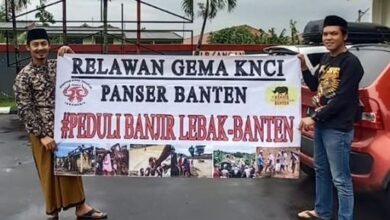 RELAWAN GEMA KNCI
PANSER BANTEN
#PEDULI BANJIR LEBAK-BANTEN